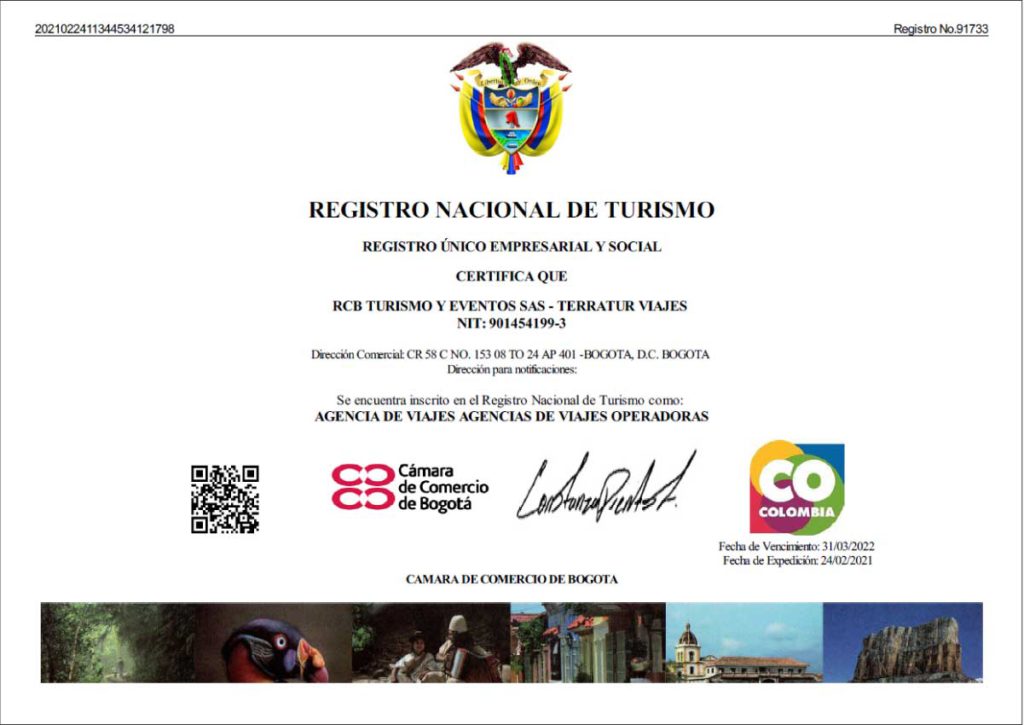 2021022411344534121798
Registro No.91733
Libertad y Orden
REGISTRO NACIONAL DE TURISMO
REGISTRO ÚNICO EMPRESARIAL Y SOCIAL
CERTIFICA QUE
RCB TURISMO Y EVENTOS SAS - TERRATUR VIAJES
NIT: 901454199-3
Dirección Comercial: CR 58 C NO. 153 08 TO 24 AP 401 -BOGOTA, D.C. BOGOTA
Dirección para notificaciones:
Se encuentra inscrito en el Registro Nacional de Turismo como:
AGENCIA DE VIAJES AGENCIAS DE VIAJES OPERADORAS
Cámara
de Comercio
de Bogotá
CO
COLOMBIA
Fecha de Vencimiento: 31/03/2022
Fecha de Expedición: 24/02/2021
CAMARA DE COMERCIO DE BOGOTA